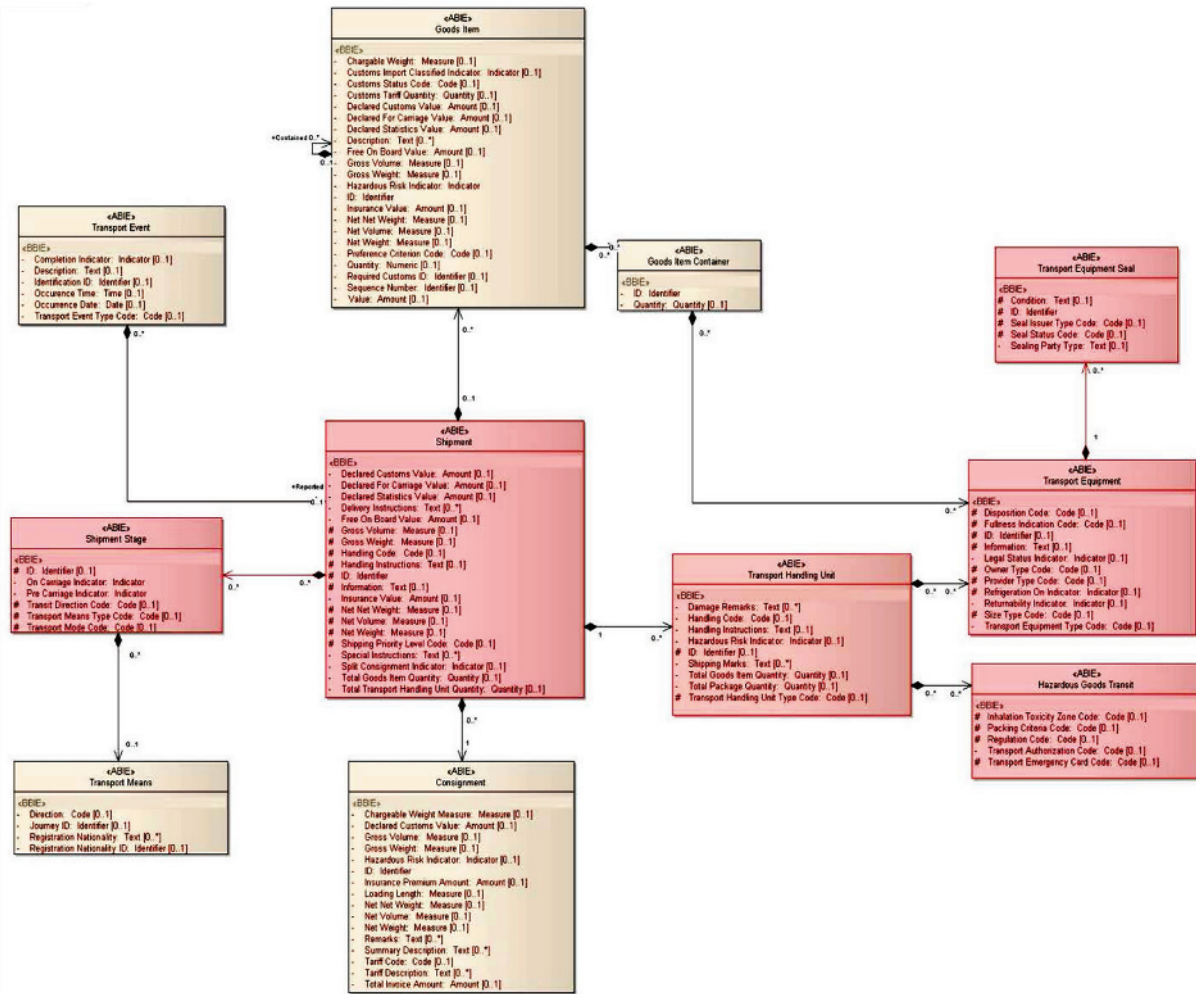 «ABIE»
Goods Item
«BBIE»
- Chargable Weight: Measure [0..1]
- Customs Import Classified Indicator: Indicator [0..1]
- Customs Status Code: Code [0..1]
- Customs Tariff Quantity: Quantity [0..1]
- Declared Customs Value: Amount [0..1]
- Declared For Carriage Value: Amount [0..1]
- Declared Statistics Value: Amount [0..1]
- Description: Text [0..*]
- Free On Board Value: Amount [0..1]
- Gross Volume: Measure [0..1]
- Gross Weight: Measure [0..1]
- Hazardous Risk Indicator: Indicator
- ID: Identifier
- Insurance Value: Amount [0..1]
- Net Net Weight: Measure [0..1]
- Net Volume: Measure [0..1]
- Net Weight: Measure [0..1]
- Preference Criterion Code: Code [0..1]
- Quantity: Numeric [0..1]
- Required Customs ID: Identifier [0..1]
- Sequence Number: Identifier [0..1]
- Value: Amount [0..1]
+Contained 0..*
0..1
«ABIE»
Transport Event
«BBIE»
- Completion Indicator: Indicator [0..1]
- Description: Text [0..*]
- Identification ID: Identifier [0..1]
- Occurence Time: Time [0..1]
- Occurrence Date: Date [0..1]
- Transport Event Type Code: Code [0..1]
0..*
0..*
0..*
«ABIE»
Goods Item Container
«BBIE»
- ID: Identifier
- Quantity: Quantity [0..1]
0..*
«ABIE»
Transport Equipment Seal
«BBIE»
# Condition: Text [0..1]
# ID: Identifier
# Seal Issuer Type Code: Code [0..1]
# Seal Status Code: Code [0..1]
- Sealing Party Type: Text [0..1]
0..*
0..*
0..1
1
«ABIE»
Shipment
«BBIE»
- Declared Customs Value: Amount [0..1]
- Declared For Carriage Value: Amount [0..1]
- Declared Statistics Value: Amount [0..1]
- Delivery Instructions: Text [0..*]
- Free On Board Value: Amount [0..1]
# Gross Volume: Measure [0..1]
# Gross Weight: Measure [0..1]
# Handling Code: Code [0..1]
# Handling Instructions: Text [0..1]
# ID: Identifier
# Information: Text [0..1]
- Insurance Value: Amount [0..1]
# Net Net Weight: Measure [0..1]
# Net Volume: Measure [0..1]
# Net Weight: Measure [0..1]
# Shipping Priority Level Code: Code [0..1]
- Special Instructions: Text [0..*]
- Split Consignment Indicator: Indicator [0..1]
- Total Goods Item Quantity: Quantity [0..1]
- Total Transport Handling Unit Quantity: Quantity [0..1]
+Reported
0..1
«ABIE»
Shipment Stage
«BBIE»
# ID: Identifier [0..1]
- On Carriage Indicator: Indicator
- Pre Carriage Indicator: Indicator
# Transit Direction Code: Code [0..1]
# Transport Means Type Code: Code [0..1]
# Transport Mode Code: Code [0..1]
0..*
0..*
0..*
«ABIE»
Transport Equipment
«BBIE»
# Disposition Code: Code [0..1]
# Fullness Indication Code: Code [0..1]
# ID: Identifier [0..1]
# Information: Text [0..1]
- Legal Status Indicator: Indicator [0..1]
# Owner Type Code: Code [0..1]
# Provider Type Code: Code [0..1]
# Refrigeration On Indicator: Indicator [0..1]
- Returnability Indicator: Indicator [0..1]
# Size Type Code: Code [0..1]
- Transport Equipment Type Code: Code [0..1]
0..*
«ABIE»
Transport Handling Unit
«BBIE»
- Damage Remarks: Text [0..*]
- Handling Code: Code [0..1]
- Handling Instructions: Text [0..1]
- Hazardous Risk Indicator: Indicator [0..1]
# ID: Identifier [0..1]
- Shipping Marks: Text [0..*]
- Total Goods Item Quantity: Quantity [0..1]
- Total Package Quantity: Quantity [0..1]
# Transport Handling Unit Type Code: Code [0..1]
1
0..*
0..*
0..*
0..*
0..*
«ABIE»
Hazardous Goods Transit
«BBIE»
# Inhalation Toxicity Zone Code: Code [0..1]
# Packing Criteria Code: Code [0..1]
# Regulation Code: Code [0..1]
- Transport Authorization Code: Code [0..1]
# Transport Emergency Card Code: Code [0..1]
0..1
0..*
1
«ABIE»
Transport Means
«BBIE»
- Direction: Code [0..1]
- Journey ID: Identifier [0..1]
- Registration Nationality: Text [0..*]
- Registration Nationality ID: Identifier [0..1]
«ABIE»
Consignment
«BBIE»
- Chargeable Weight Measure: Measure [0..1]
- Declared Customs Value: Amount [0..1]
- Gross Volume: Measure [0..1]
- Gross Weight: Measure [0..1]
- Hazardous Risk Indicator: Indicator [0..1]
- ID: Identifier
- Insurance Premium Amount: Amount [0..1]
- Loading Length: Measure [0..1]
- Net Net Weight: Measure [0..1]
- Net Volume: Measure [0..1]
- Net Weight: Measure [0..1]
- Remarks: Text [0..*]
- Summary Description: Text [0..*]
- Tariff Code: Code [0..1]
- Tariff Description: Text [0..*]
- Total Invoice Amount: Amount [0..1]